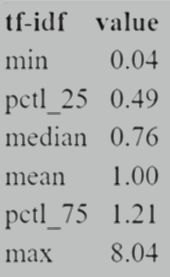 tf-idf value
min 0.04
pctl_25 0.49
median 0.76
mean 1.00
pctl_75 1.21
max 8.04